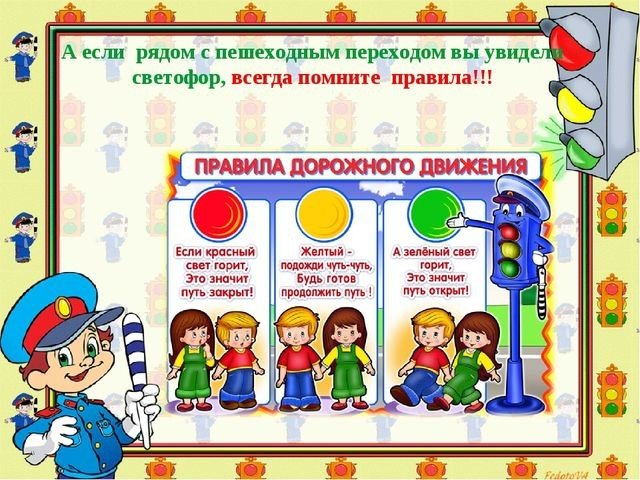 А если рядом с пешеходным переходом вы увидели
светофор, всегда помните правила!!!
ПРАВИЛА ДОРОЖНОГО ДВИЖЕНИЯ
Если красный
свет горит,
Это значит
путь закрыт!
Желтый -
подожди чуть-чуть,
Будь готов
продолжить путь !
А зелёный свет
горит,
Это значит
путь открыт!
FedotoVA